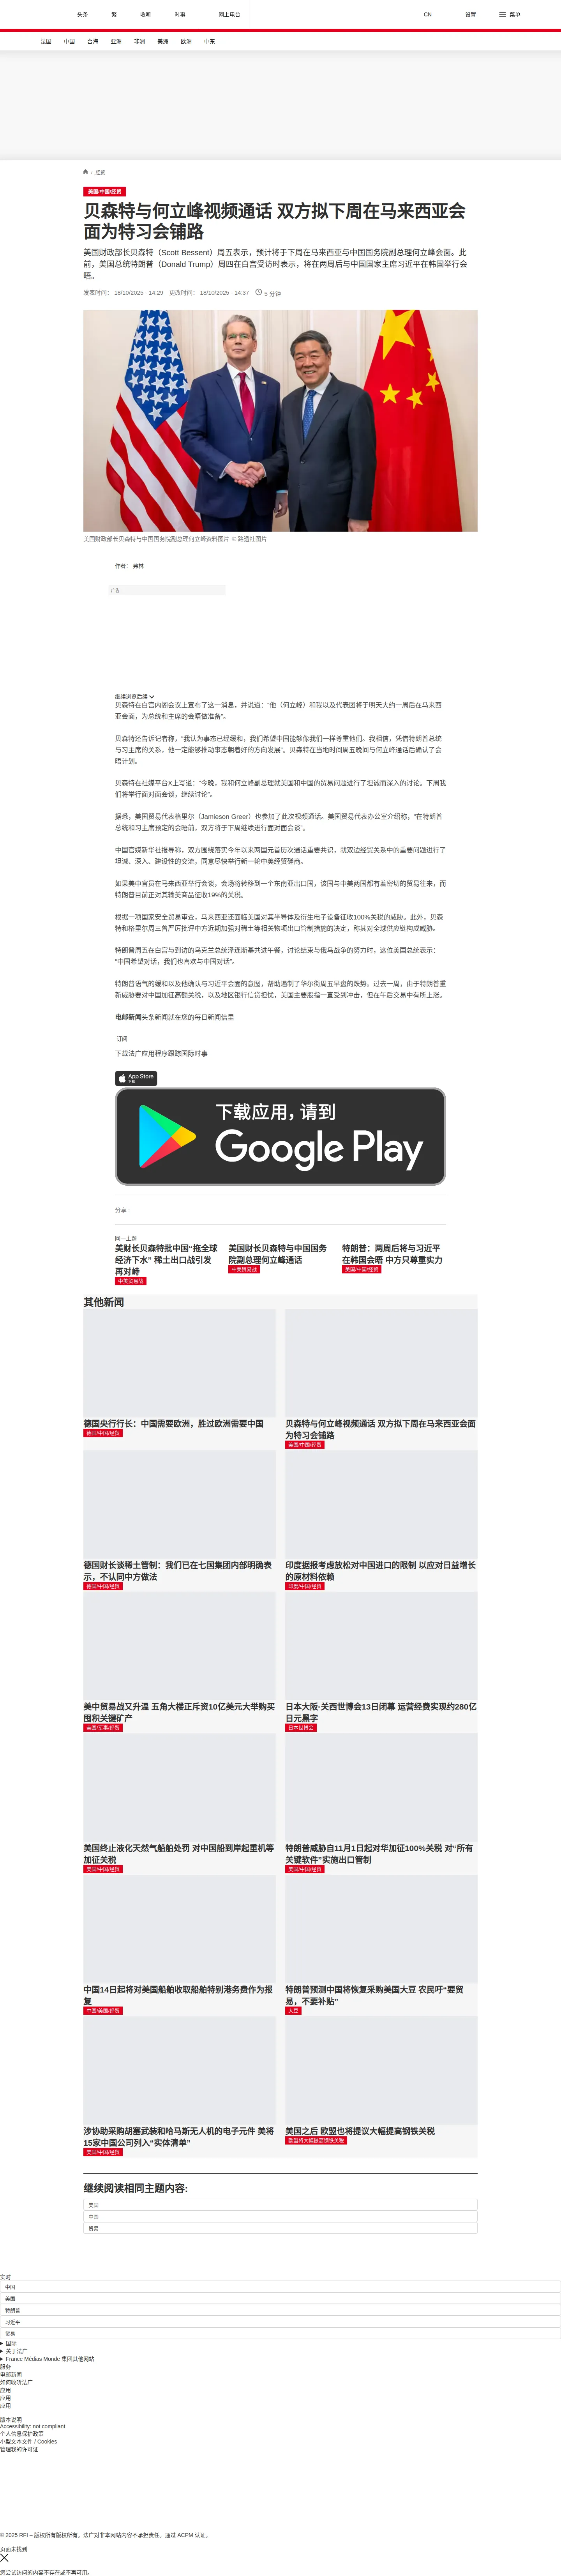 头条
繁
收听
时事
网上电台
CN
设置
菜单
法国
中国
台海
亚洲
非洲
美洲
欧洲
中东
/ 经贸
美国/中国/经贸
贝森特与何立峰视频通话 双方拟下周在马来西亚会
面为特习会铺路
美国财政部长贝森特（Scott Bessent）周五表示，预计将于下周在马来西亚与中国国务院副总理何立峰会面。此
前，美国总统特朗普（Donald Trump）周四在白宫受访时表示，将在两周后与中国国家主席习近平在韩国举行会
晤。
发表时间： 18/10/2025 - 14:29 更改时间： 18/10/2025 - 14:37 5 分钟
美国财政部长贝森特与中国国务院副总理何立峰资料图片 © 路透社图片
作者： 弗林
广告
继续浏览后续
贝森特在白宫内阁会议上宣布了这一消息，并说道：“他（何立峰）和我以及代表团将于明天大约一周后在马来西
亚会面，为总统和主席的会晤做准备”。
贝森特还告诉记者称，“我认为事态已经缓和，我们希望中国能够像我们一样尊重他们。我相信，凭借特朗普总统
与习主席的关系，他一定能够推动事态朝着好的方向发展”。贝森特在当地时间周五晚间与何立峰通话后确认了会
晤计划。
贝森特在社媒平台X上写道：“今晚，我和何立峰副总理就美国和中国的贸易问题进行了坦诚而深入的讨论。下周我
们将举行面对面会谈，继续讨论”。
据悉，美国贸易代表格里尔（Jamieson Greer）也参加了此次视频通话。美国贸易代表办公室介绍称，“在特朗普
总统和习主席预定的会晤前，双方将于下周继续进行面对面会谈”。
中国官媒新华社报导称，双方围绕落实今年以来两国元首历次通话重要共识，就双边经贸关系中的重要问题进行了
坦诚、深入、建设性的交流，同意尽快举行新一轮中美经贸磋商。
如果美中官员在马来西亚举行会谈，会场将转移到一个东南亚出口国，该国与中美两国都有着密切的贸易往来，而
特朗普目前正对其输美商品征收19%的关税。
根据一项国家安全贸易审查，马来西亚还面临美国对其半导体及衍生电子设备征收100%关税的威胁。此外，贝森
特和格里尔周三曾严厉批评中方近期加强对稀土等相关物项出口管制措施的决定，称其对全球供应链构成威胁。
特朗普周五在白宫与到访的乌克兰总统泽连斯基共进午餐，讨论结束与俄乌战争的努力时，这位美国总统表示：
“中国希望对话，我们也喜欢与中国对话”。
特朗普语气的缓和以及他确认与习近平会面的意图，帮助遏制了华尔街周五早盘的跌势。过去一周，由于特朗普重
新威胁要对中国加征高额关税，以及地区银行信贷担忧，美国主要股指一直受到冲击，但在午后交易中有所上涨。
电邮新闻头条新闻就在您的每日新闻信里
订阅
下载法广应用程序跟踪国际时事
App Store
下载
下载应用，请到
Google Play
分享 :
同一主题
美财长贝森特批中国“拖全球
经济下水” 稀土出口战引发
再对峙
中美贸易战
美国财长贝森特与中国国务
院副总理何立峰通话
中美贸易战
特朗普：两周后将与习近平
在韩国会晤 中方只尊重实力
美国/中国/经贸
其他新闻
德国央行行长：中国需要欧洲，胜过欧洲需要中国
德国/中国/经贸
贝森特与何立峰视频通话 双方拟下周在马来西亚会面
为特习会铺路
美国/中国/经贸
德国财长谈稀土管制：我们已在七国集团内部明确表
示，不认同中方做法
德国/中国/经贸
印度据报考虑放松对中国进口的限制 以应对日益增长
的原材料依赖
印度/中国/经贸
美中贸易战又升温 五角大楼正斥资10亿美元大举购买
囤积关键矿产
美国/军事/经贸
日本大阪·关西世博会13日闭幕 运营经费实现约280亿
日元黑字
日本世博会
美国终止液化天然气船舶处罚 对中国船到岸起重机等
加征关税
美国/中国/经贸
特朗普威胁自11月1日起对华加征100%关税 对“所有
关键软件”实施出口管制
美国/中国/经贸
中国14日起将对美国船舶收取船舶特别港务费作为报
复
中国/美国/经贸
特朗普预测中国将恢复采购美国大豆 农民吁“要贸
易，不要补贴”
大豆
涉协助采购胡塞武装和哈马斯无人机的电子元件 美将
15家中国公司列入“实体清单”
美国/中国/经贸
美国之后 欧盟也将提议大幅提高钢铁关税
欧盟将大幅提高钢铁关税
继续阅读相同主题内容:
美国
中国
贸易
实时
中国
美国
特朗普
习近平
贸易
国际
关于法广
France Médias Monde 集团其他网站
服务
电邮新闻
如何收听法广
应用
应用
应用
版本说明
Accessibility: not compliant
个人信息保护政策
小型文本文件 / Cookies
管理我的许可证
© 2025 RFI – 版权所有版权所有。法广对非本网站内容不承担责任。通过 ACPM 认证。
页面未找到
您尝试访问的内容不存在或不再可用。